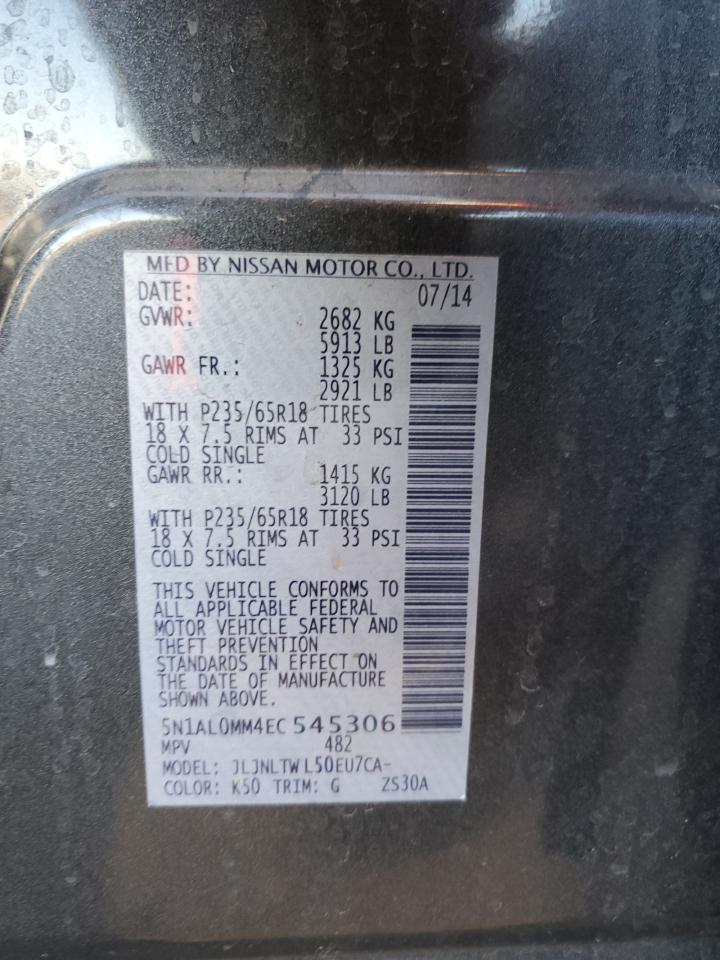 MFD BY NISSAN MOTOR CO., LTD.
DATE: 07/14
GVWR: 2682 KG
5913 LB
GAWR FR.: 1325 KG
2921 LB
WITH P235/65R18 TIRES
18 X 7.5 RIMS AT 33 PSI
COLD SINGLE
GAWR RR.: 1415 KG
3120 LB
WITH P235/65R18 TIRES
18 X 7.5 RIMS AT 33 PSI
COLD SINGLE
THIS VEHICLE CONFORMS TO
ALL APPLICABLE FEDERAL
MOTOR VEHICLE SAFETY AND
THEFT PREVENTION
STANDARDS IN EFFECT ON
THE DATE OF MANUFACTURE
SHOWN ABOVE.
5N1AL0MM4EC545306
MPV 482
MODEL: JLJNLTWL50EU7CA-
COLOR: K50 TRIM: G ZS30A